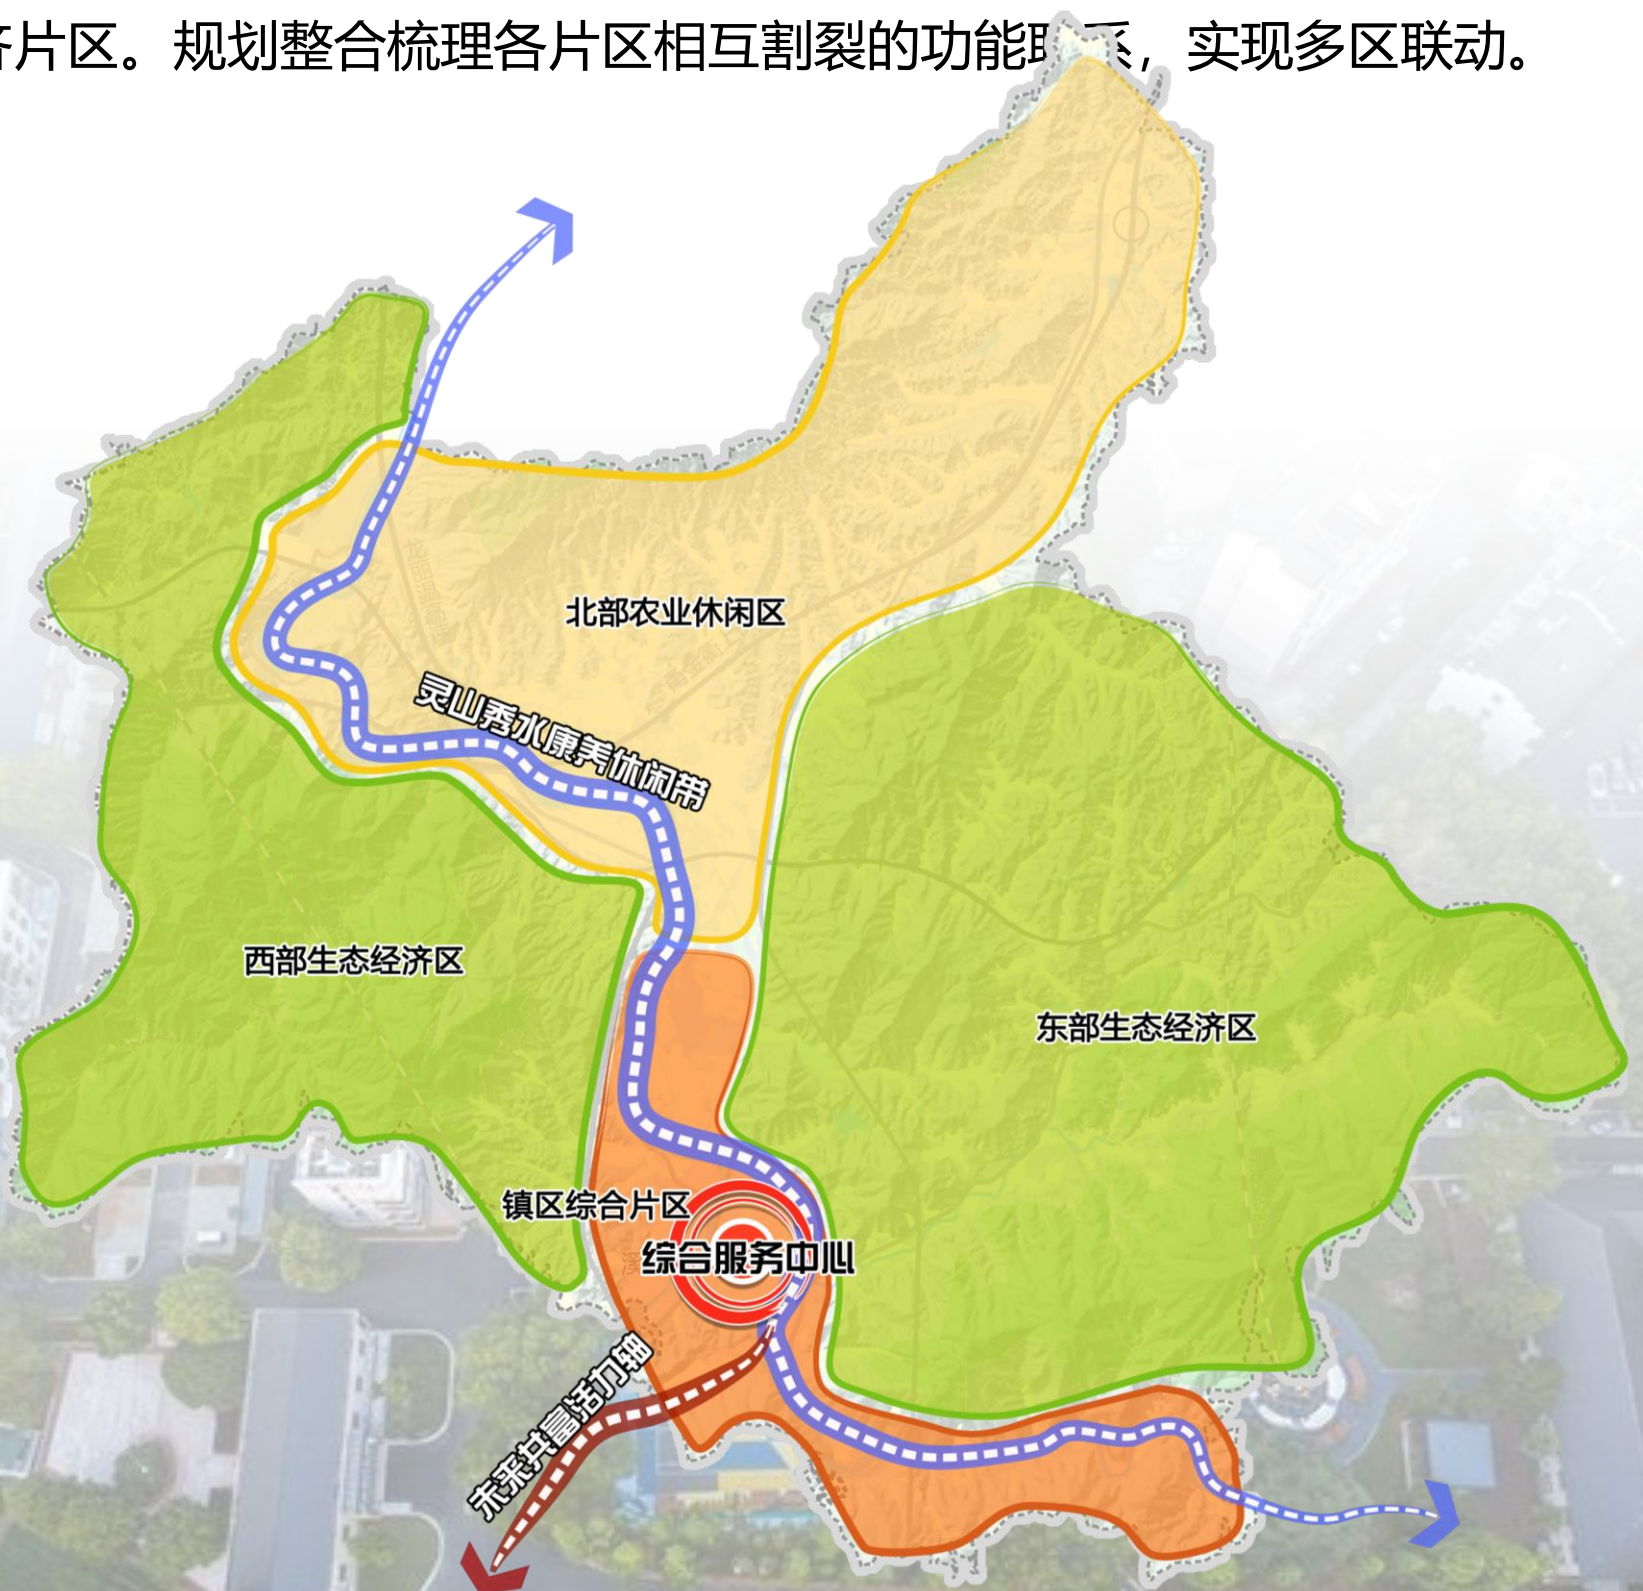 片区。规划整合梳理各片区相互割裂的功能联系，实现多区联动。
北部农业休闲区
灵山秀水康养休闲带
西部生态经济区
东部生态经济区
镇区综合片区
综合服务中心
未来共富活力轴